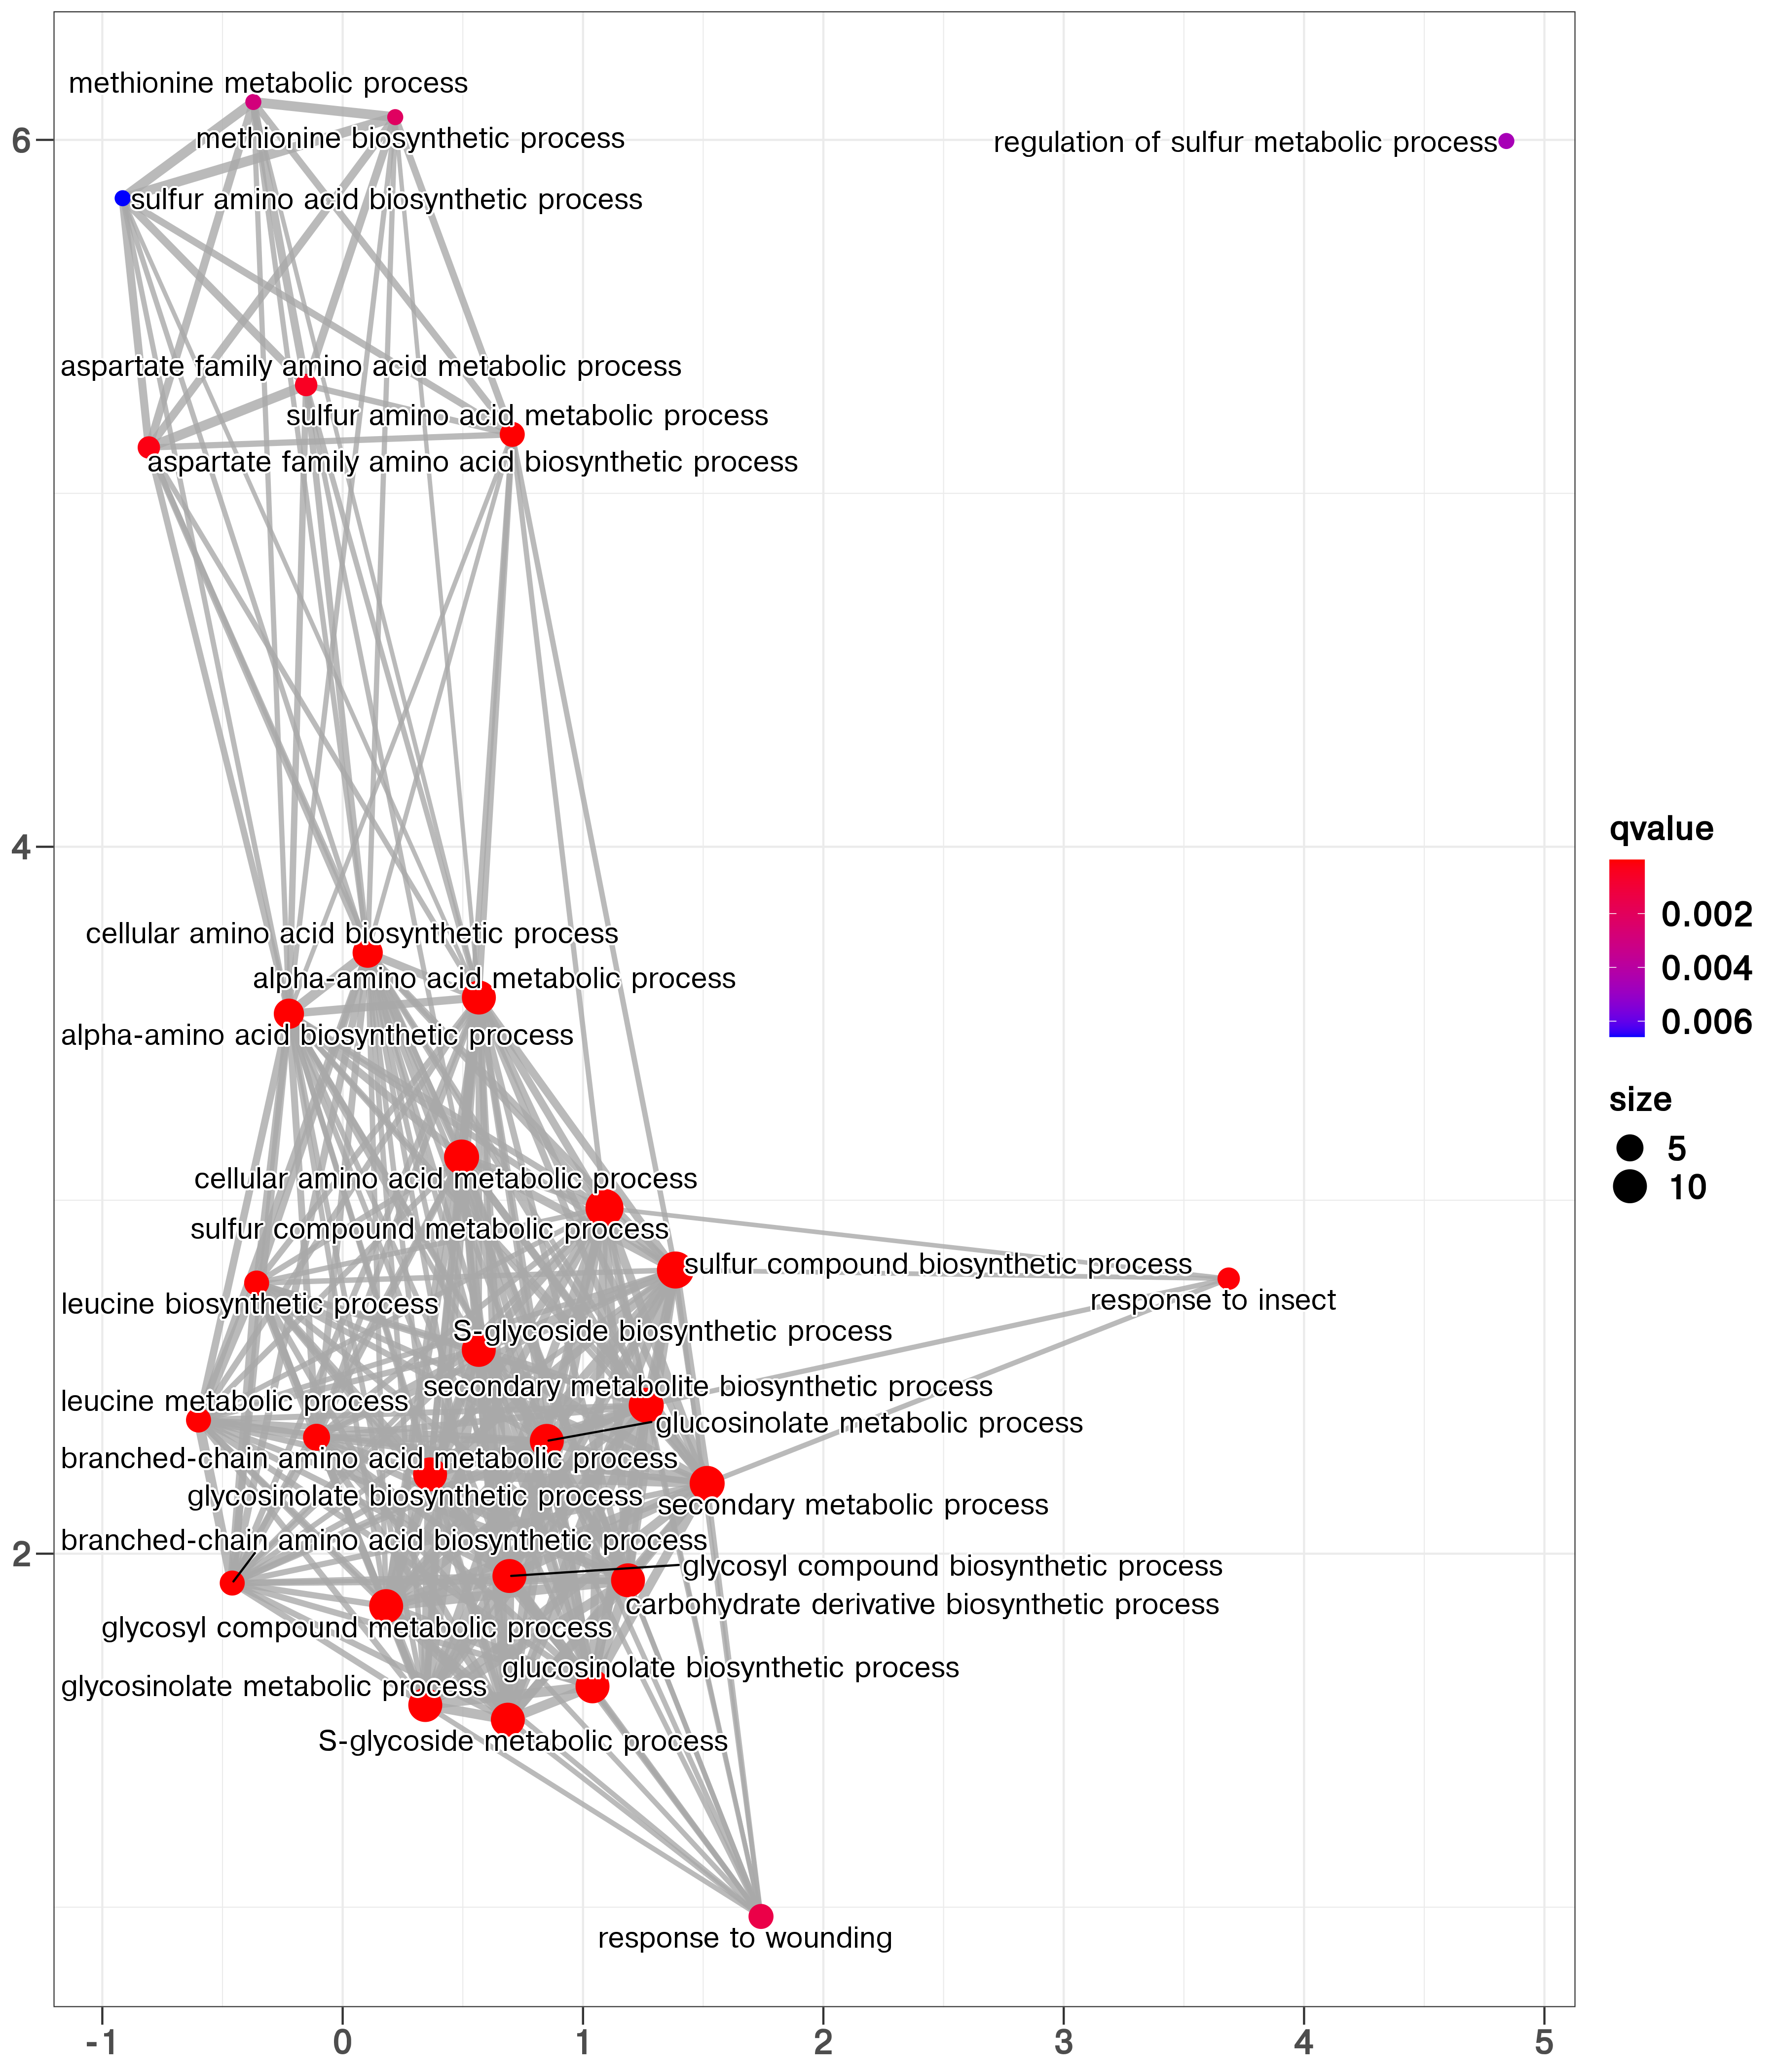 methionine metabolic process
methionine biosynthetic process
regulation of sulfur metabolic process
6
sulfur amino acid biosynthetic process
aspartate family amino acid metabolic process
sulfur amino acid metabolic process
aspartate family amino acid biosynthetic process
4
cellular amino acid biosynthetic process
alpha-amino acid metabolic process
alpha-amino acid biosynthetic process
cellular amino acid metabolic process
sulfur compound metabolic process
sulfur compound biosynthetic process
response to insect
leucine biosynthetic process
S-glycoside biosynthetic process
secondary metabolite biosynthetic process
leucine metabolic process
glucosinolate metabolic process
branched-chain amino acid metabolic process
glycosinolate biosynthetic process
secondary metabolic process
branched-chain amino acid biosynthetic process
2
glycosyl compound biosynthetic process
carbohydrate derivative biosynthetic process
glycosyl compound metabolic process
glucosinolate biosynthetic process
glycosinolate metabolic process
S-glycoside metabolic process
response to wounding
-1 0 1 2 3 4 5
qvalue
0.002
0.004
0.006
size
5
10